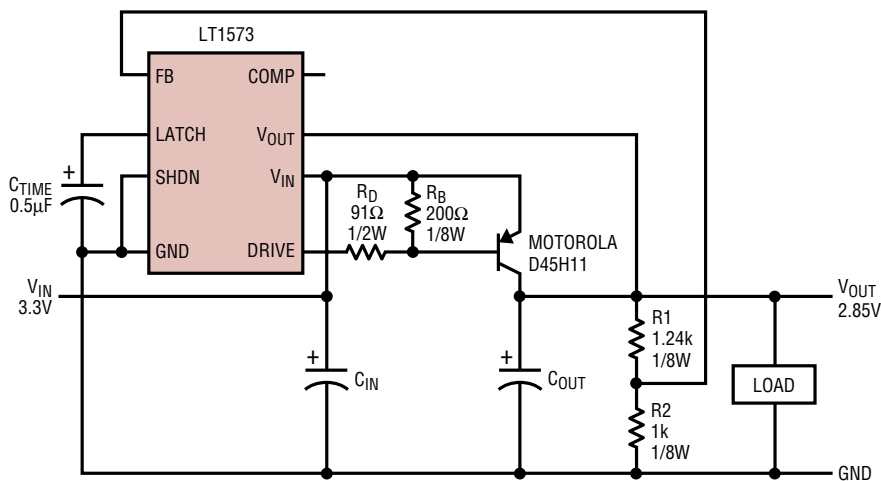 LT1573
FB
COMP
LATCH
VOUT
+
CTIME
0.5µF
SHDN
VIN
RD
91Ω
1/2W
RB
200Ω
1/8W
GND
DRIVE
MOTOROLA
D45H11
VIN
3.3V
VOUT
2.85V
R1
1.24k
1/8W
+
CIN
+
COUT
LOAD
R2
1k
1/8W
GND